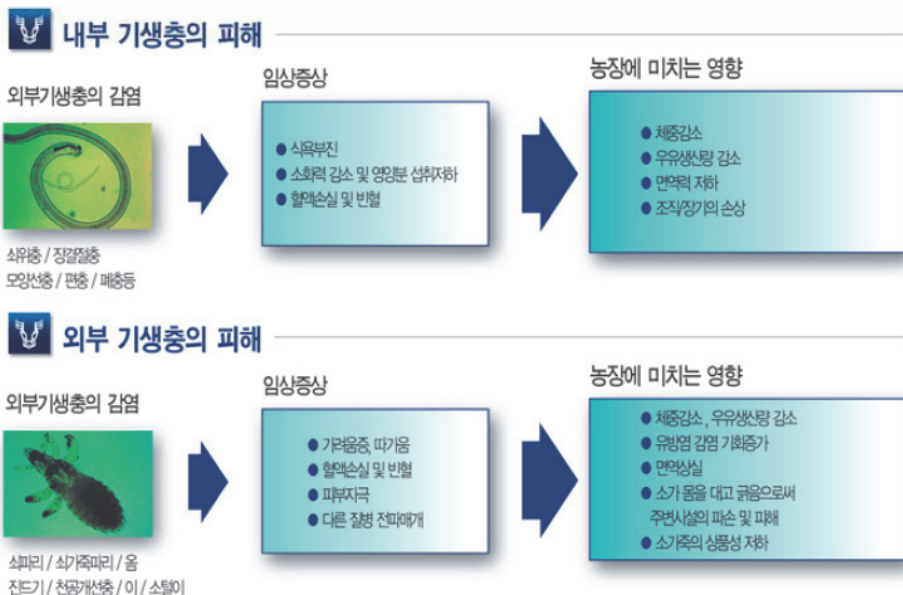 내부 기생충의 피해
외부기생충의 감염
쇠위충 / 장결절충
모양선충 / 편충 / 폐충등
임상증상
● 식욕부진
● 소화력 감소 및 영양분 섭취저하
● 혈액손실 및 빈혈
농장에 미치는 영향
● 체중감소
● 우유생산량 감소
● 면역력 저하
● 조직/장기의 손상
외부 기생충의 피해
외부기생충의 감염
쇠파리 / 쇠가죽파리 / 옴
진드기 / 천공개선충 / 이 / 소털이
임상증상
● 가려움증, 따가움
● 혈액손실 및 빈혈
● 피부자극
● 다른 질병 전파매개
농장에 미치는 영향
● 체중감소 , 우유생산량 감소
● 유방염 감염 기회증가
● 면역상실
● 소가 몸을 대고 긁음으로써
주변시설의 파손 및 피해
● 소가죽의 상품성 저하